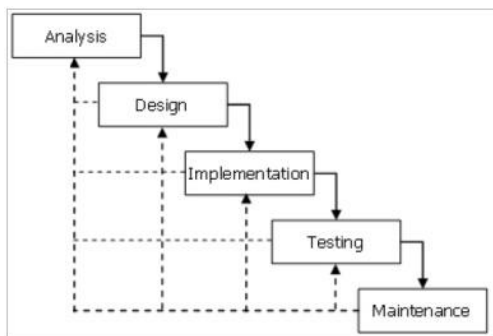 Analysis
Design
Implementation
Testing
Maintenance